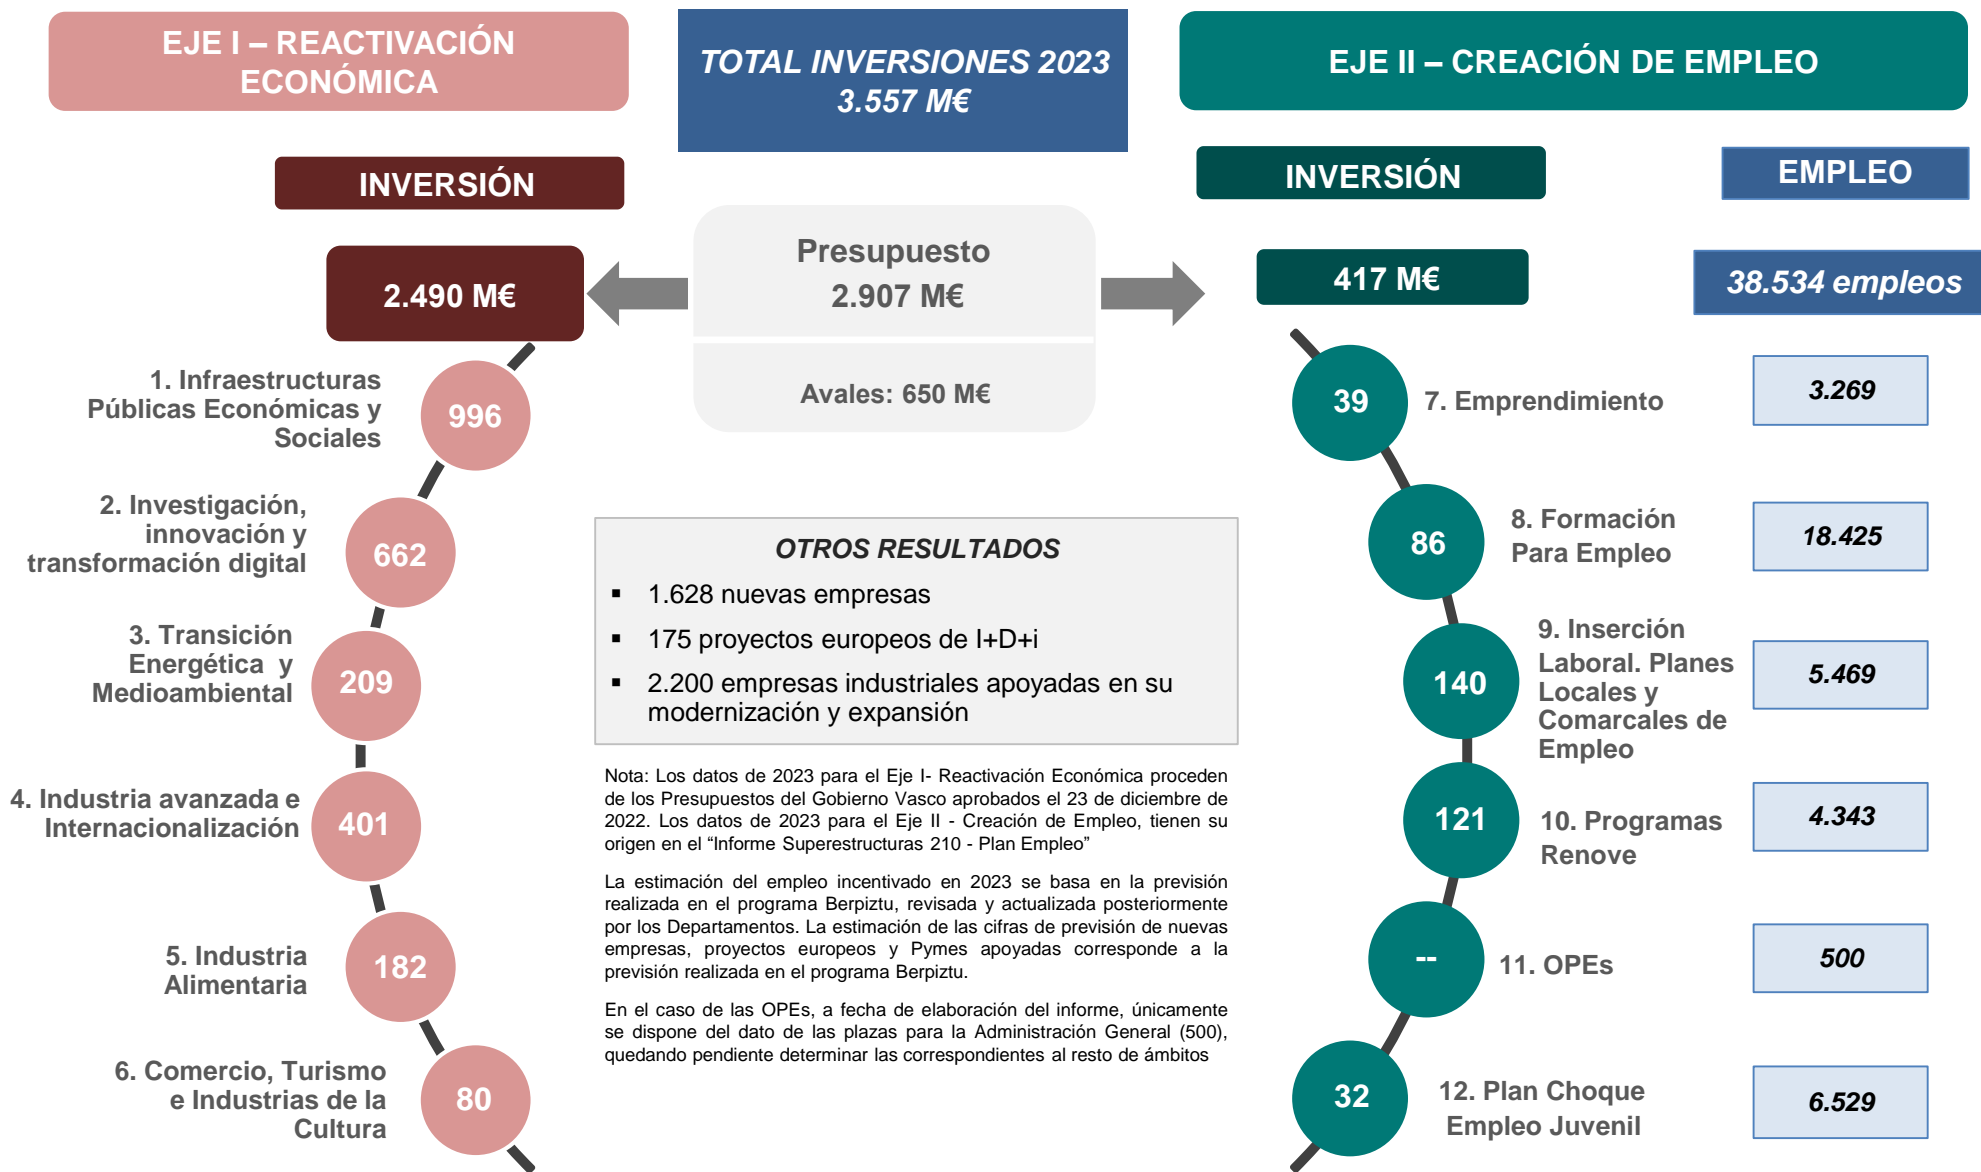 EJE I – REACTIVACIÓN
ECONÓMICA
TOTAL INVERSIONES 2023
3.557 M€
EJE II – CREACIÓN DE EMPLEO
INVERSIÓN
INVERSIÓN
EMPLEO
2.490 M€
Presupuesto
2.907 M€
Avales: 650 M€
417 M€
38.534 empleos
1. Infraestructuras
Públicas Económicas y
Sociales
996
2. Investigación,
innovación y
transformación digital
662
3. Transición
Energética y
Medioambiental
209
4. Industria avanzada e
Internacionalización
401
5. Industria
Alimentaria
182
6. Comercio, Turismo
e Industrias de la
Cultura
80
OTROS RESULTADOS
▪ 1.628 nuevas empresas
▪ 175 proyectos europeos de I+D+i
▪ 2.200 empresas industriales apoyadas en su
modernización y expansión
Nota: Los datos de 2023 para el Eje I- Reactivación Económica proceden
de los Presupuestos del Gobierno Vasco aprobados el 23 de diciembre de
2022. Los datos de 2023 para el Eje II - Creación de Empleo, tienen su
origen en el “Informe Superestructuras 210 - Plan Empleo”
La estimación del empleo incentivado en 2023 se basa en la previsión
realizada en el programa Berpiztu, revisada y actualizada posteriormente
por los Departamentos. La estimación de las cifras de previsión de nuevas
empresas, proyectos europeos y Pymes apoyadas corresponde a la
previsión realizada en el programa Berpiztu.
En el caso de las OPEs, a fecha de elaboración del informe, únicamente
se dispone del dato de las plazas para la Administración General (500),
quedando pendiente determinar las correspondientes al resto de ámbitos
39
7. Emprendimiento
3.269
86
8. Formación
Para Empleo
18.425
140
9. Inserción
Laboral. Planes
Locales y
Comarcales de
Empleo
5.469
121
10. Programas
Renove
4.343
--
11. OPEs
500
32
12. Plan Choque
Empleo Juvenil
6.529